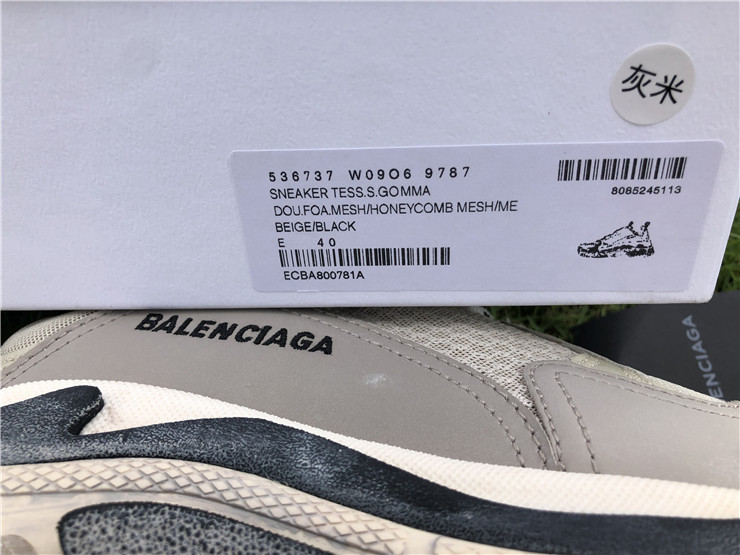 灰米
536737 W09O6 9787
SNEAKER TESS.S.GOMMA
DOU.FOA.MESH/HONEYCOMB MESH/ME
BEIGE/BLACK
E 40
ECBA800781A
8085245113
BALENCIAGA
ENCIAGA